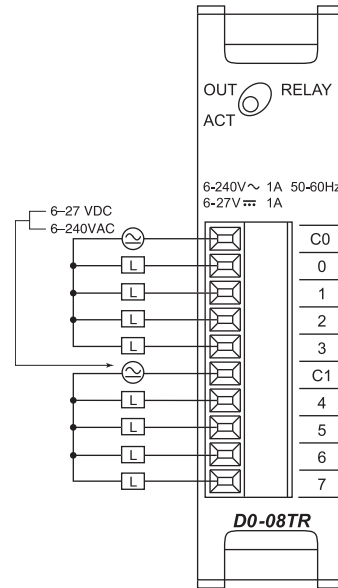 OUT RELAY
ACT
6-240V~ 1A 50-60Hz
6-27V⎓ 1A
6–27 VDC
6–240VAC
C0
L 0
L 1
L 2
L 3
C1
L 4
L 5
L 6
L 7
D0-08TR